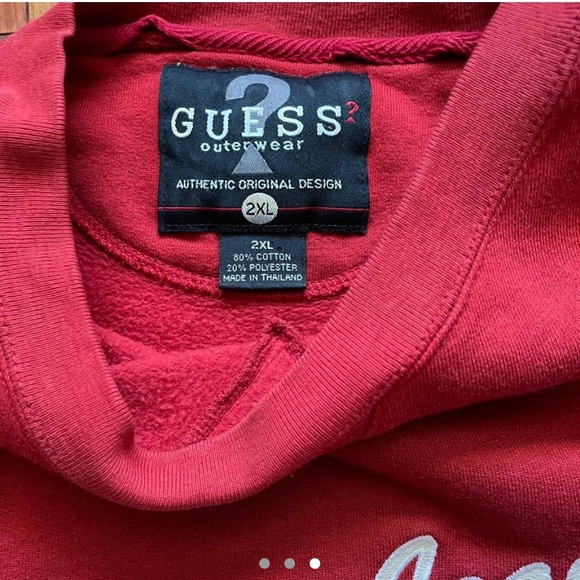 ?
GUESS?
outerwear
AUTHENTIC ORIGINAL DESIGN
2XL
2XL
80% COTTON
20% POLYESTER
MADE IN THAILAND